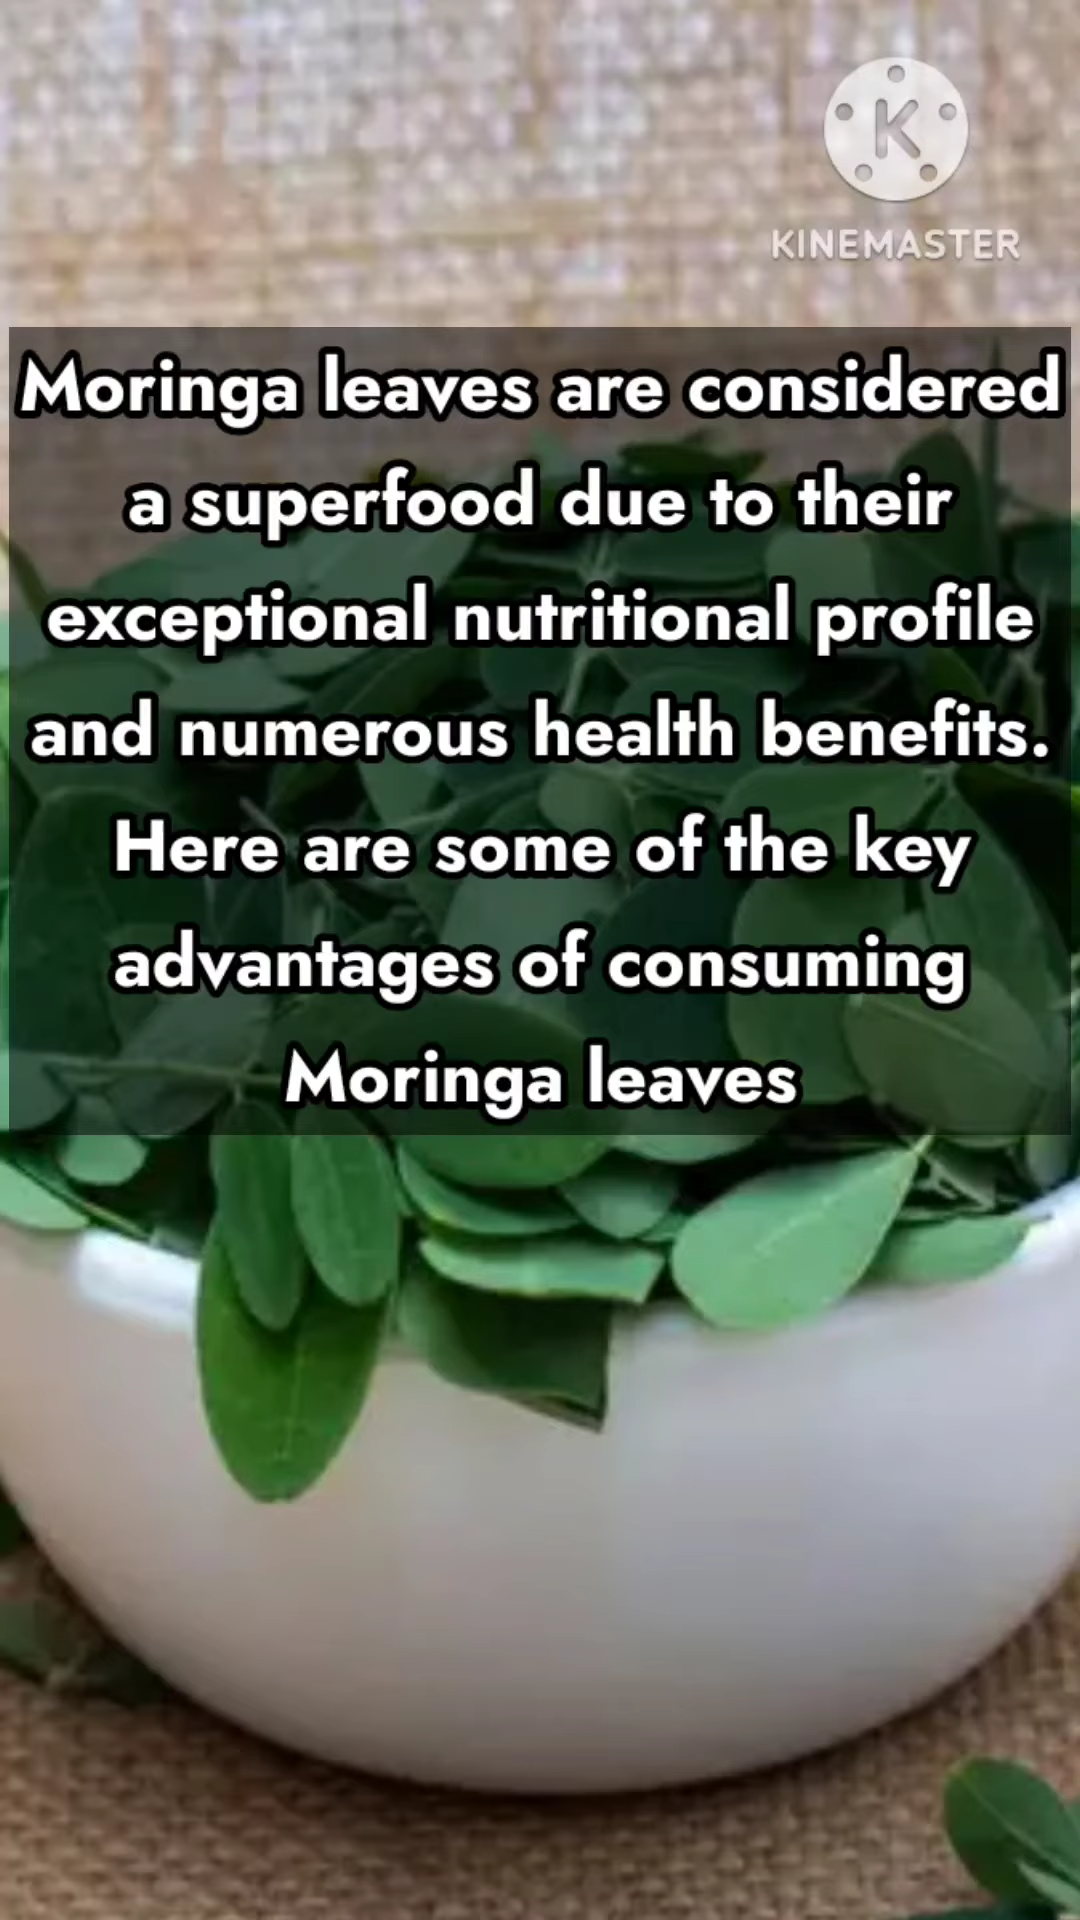 K
KINEMASTER
Moringa leaves are considered
a superfood due to their
exceptional nutritional profile
and numerous health benefits.
Here are some of the key
advantages of consuming
Moringa leaves